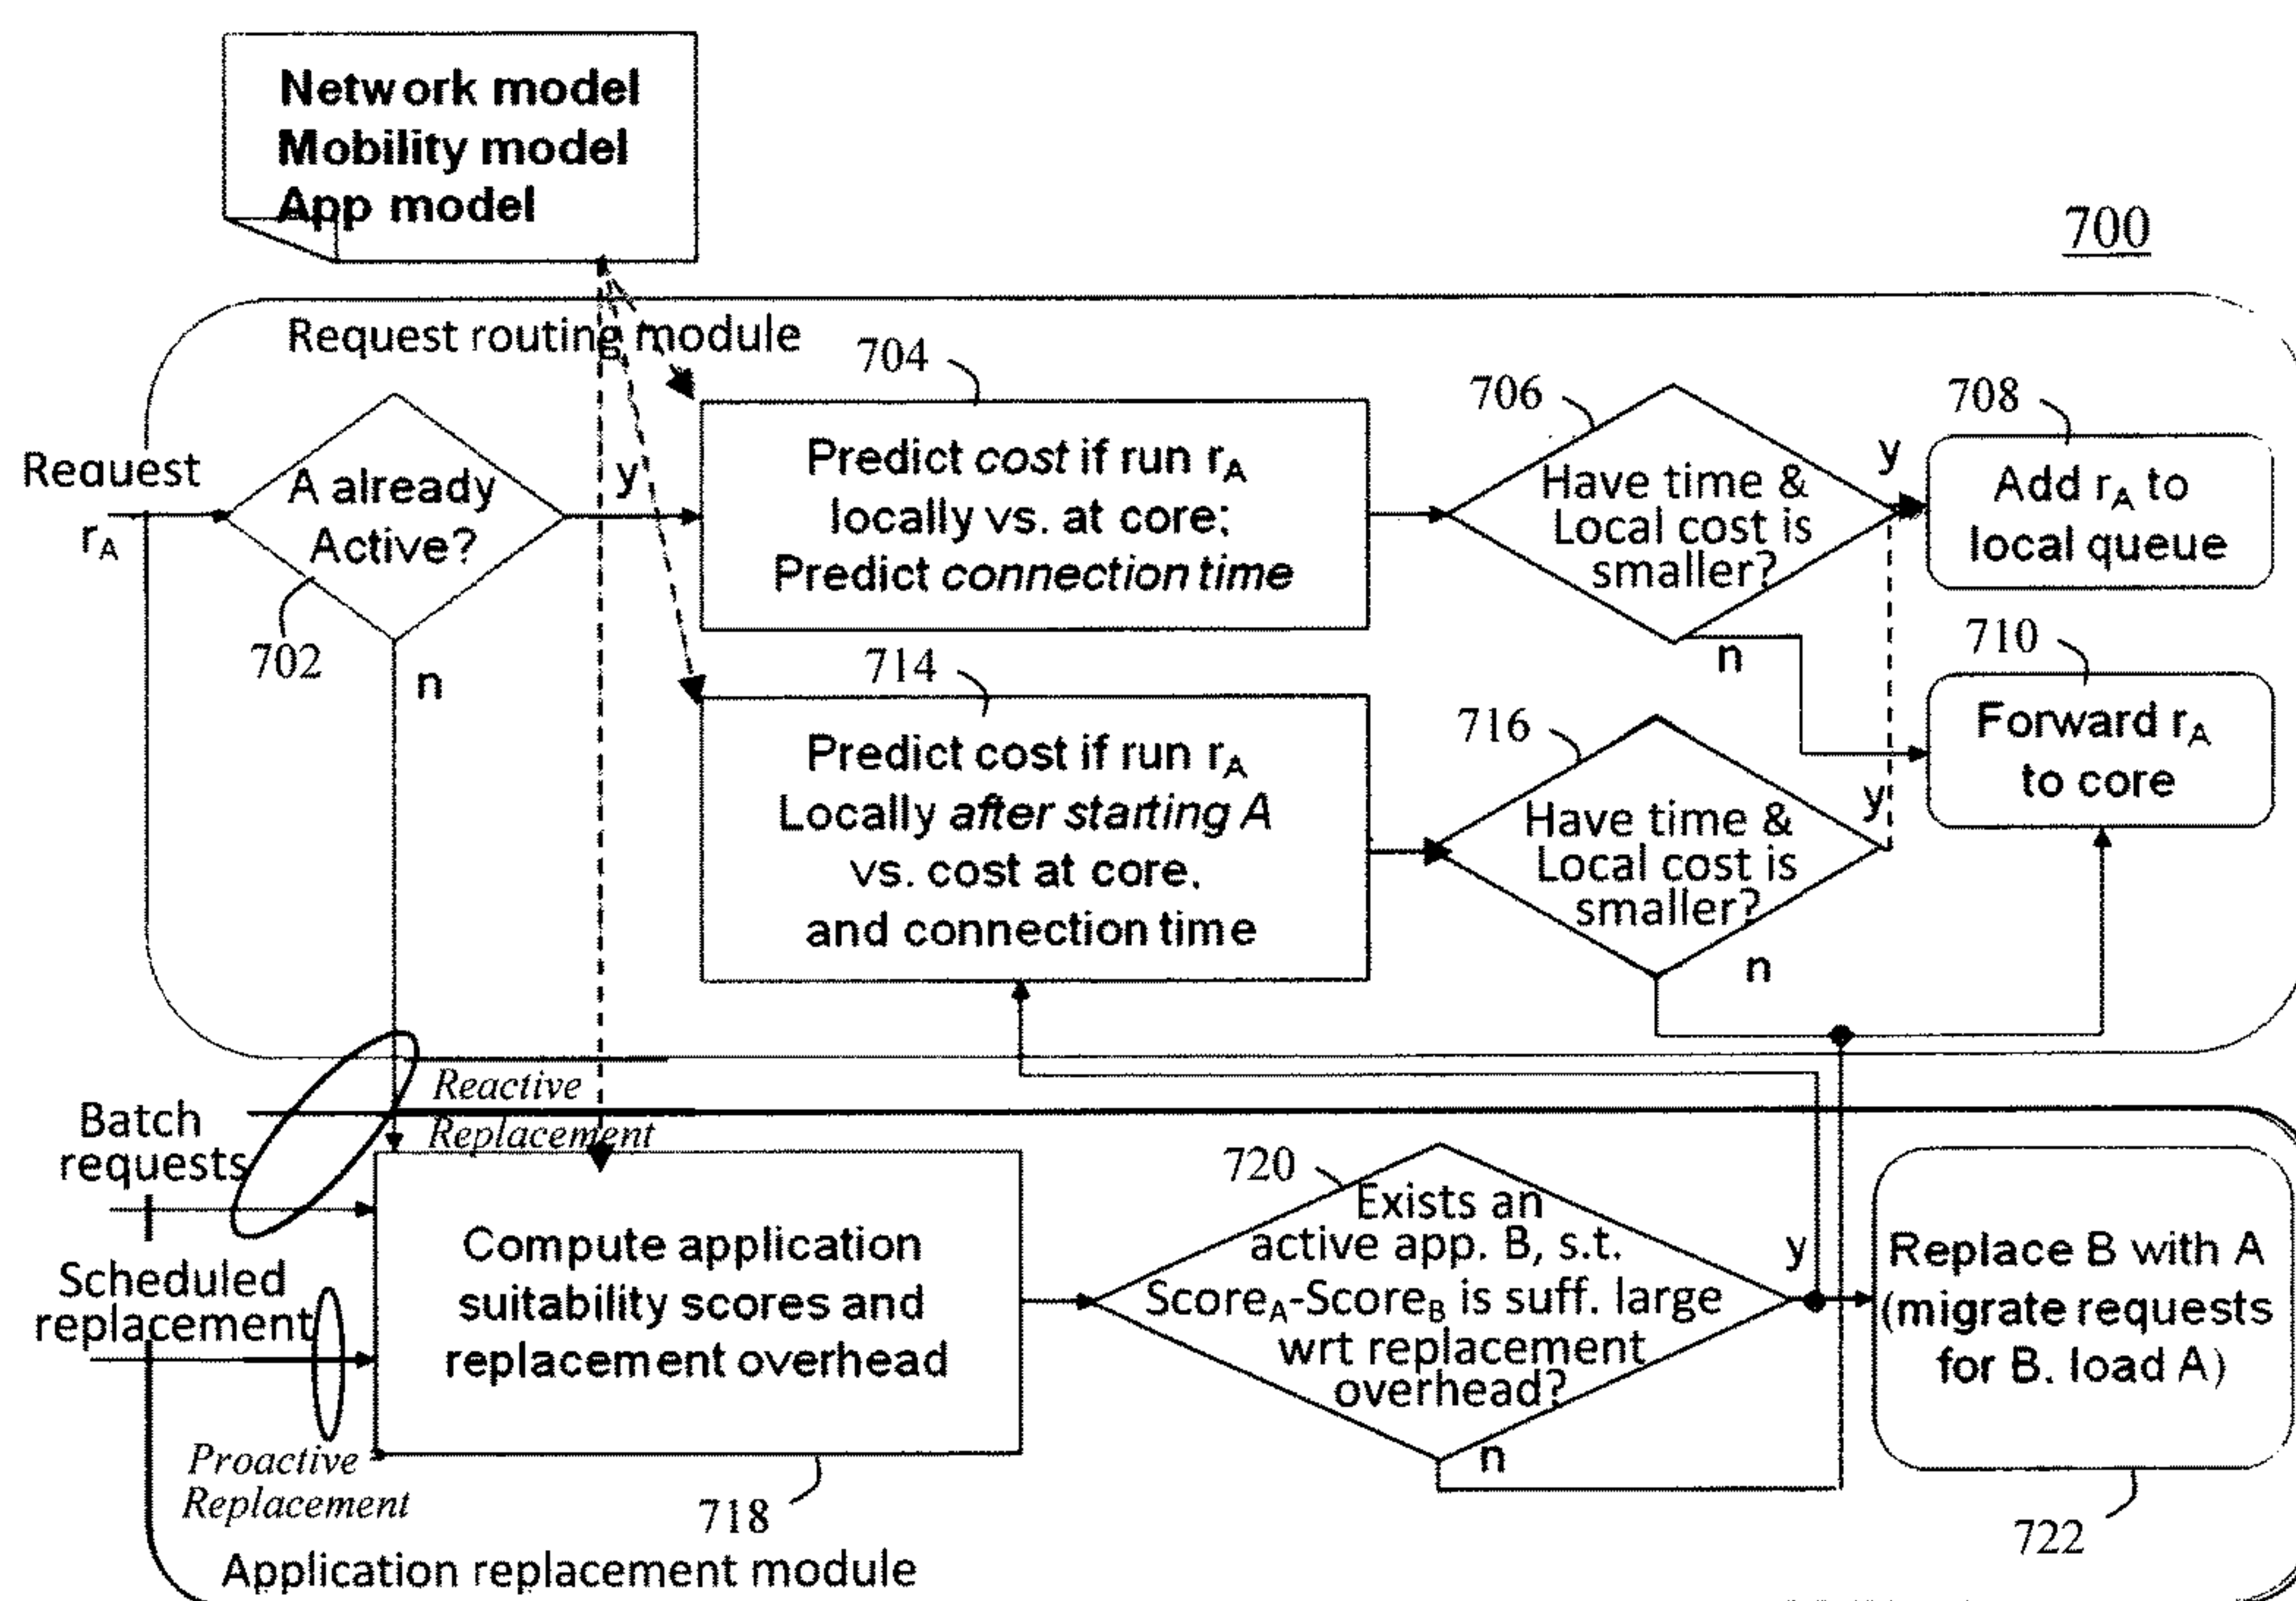 Network model
Mobility model
App model
700
Request routing module
704
706
708
Request
rA
A already
Active?
y
702
n
Predict cost if run rA
locally vs. at core;
Predict connection time
Have time &
Local cost is
smaller?
y
n
Add rA to
local queue
710
Forward rA
to core
714
Predict cost if run rA
Locally after starting A
vs. cost at core,
and connection time
716
Have time &
Local cost is
smaller?
y
n
Reactive
Replacement
Batch
requests
Scheduled
replacement
Proactive
Replacement
Compute application
suitability scores and
replacement overhead
718
720
Exists an
active app. B, s.t.
ScoreA-ScoreB is suff. large
wrt replacement
overhead?
y
n
Replace B with A
(migrate requests
for B. load A)
722
Application replacement module